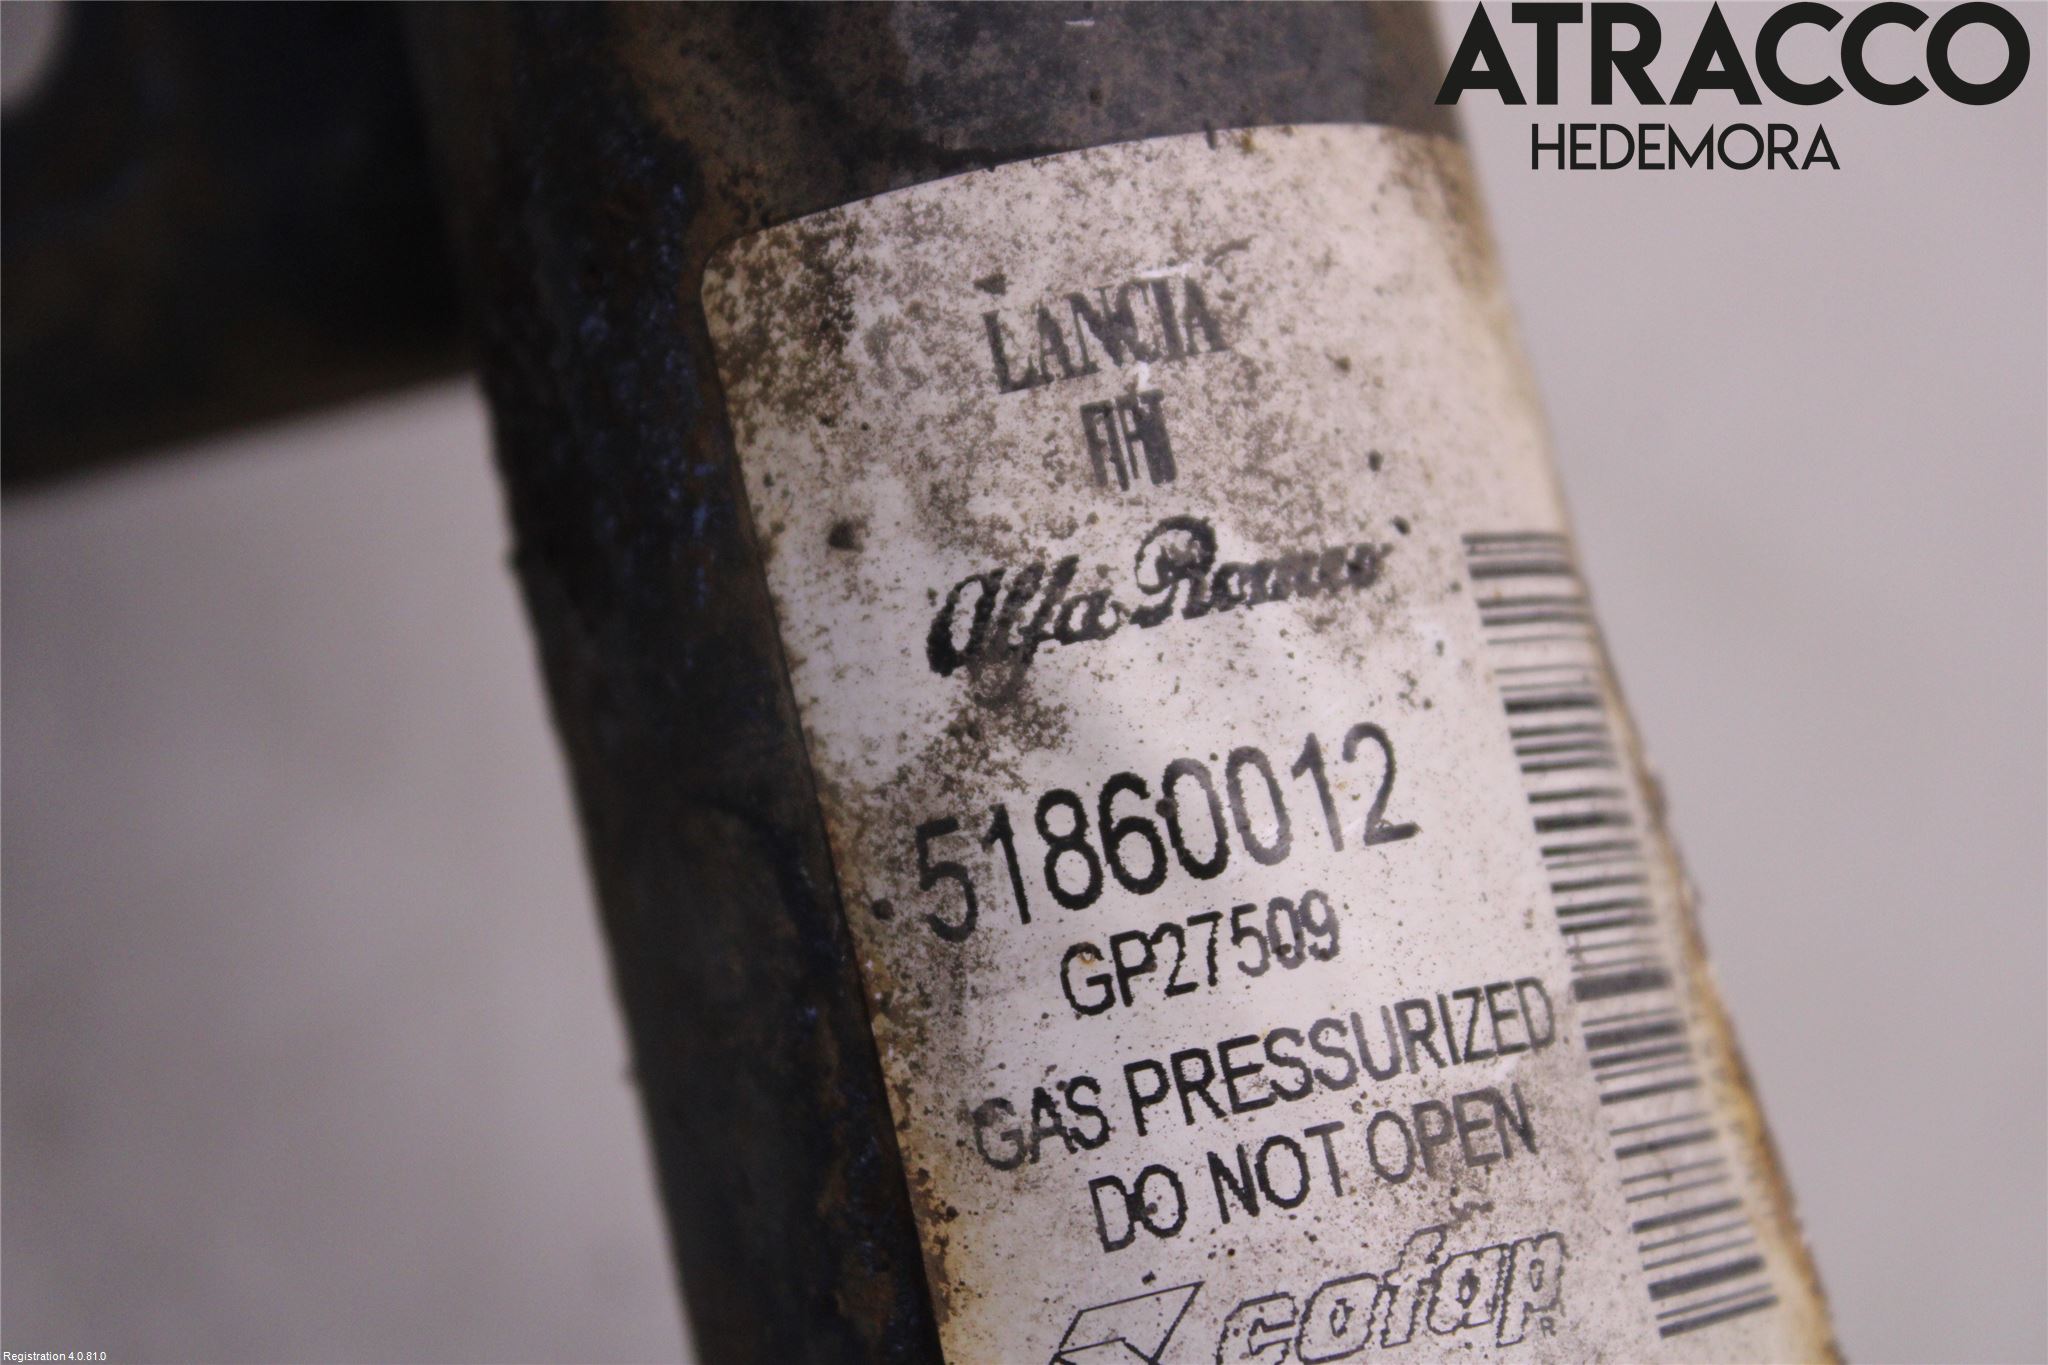 ATRACCO
HEDEMORA
LANCIA
FIAT
Alfa Romeo
51860012
GP27509
GAS PRESSURIZED
DO NOT OPEN
cofap
R
Registration 4.0.81.0